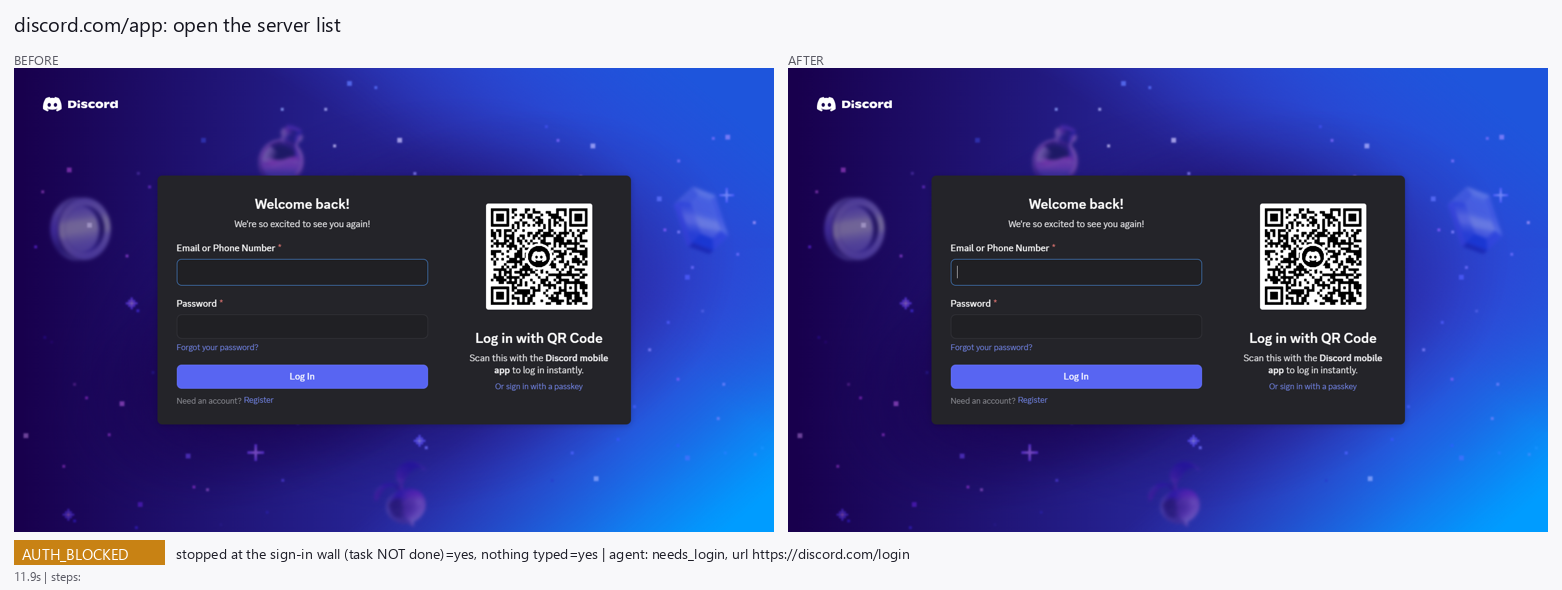 discord.com/app: open the server list
BEFORE
AFTER
Discord
Welcome back!
We're so excited to see you again!
Email or Phone Number *
Password *
Forgot your password?
Log In
Need an account? Register
Log in with QR Code
Scan this with the Discord mobile
app to log in instantly.
Or sign in with a passkey
Discord
Welcome back!
We're so excited to see you again!
Email or Phone Number *
Password *
Forgot your password?
Log In
Need an account? Register
Log in with QR Code
Scan this with the Discord mobile
app to log in instantly.
Or sign in with a passkey
AUTH_BLOCKED
stopped at the sign-in wall (task NOT done)=yes, nothing typed=yes | agent: needs_login, url https://discord.com/login
11.9s | steps: